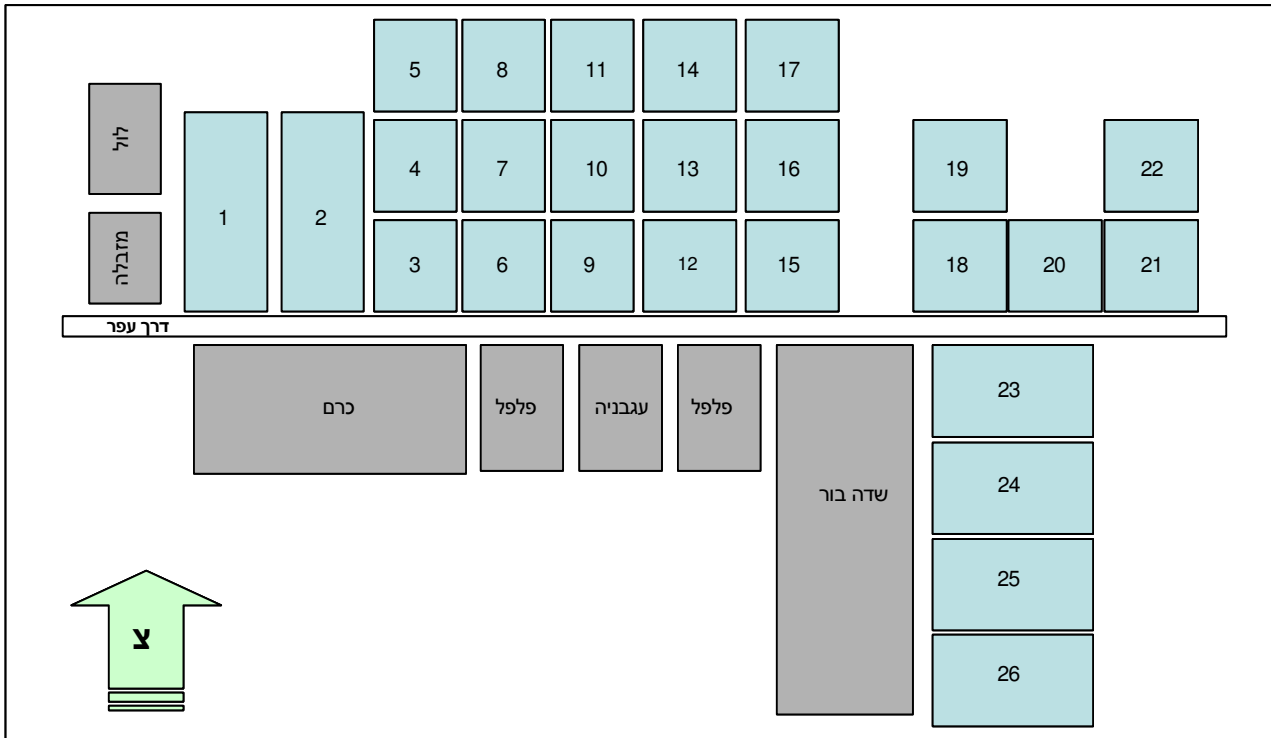 5 8 11 14 17
לול
4 7 10 13 16 19 22
1 2
מזבלה
3 6 9 12 15 18 20 21
דרך עפר
23
כרם פלפל עגבניה פלפל
שדה בור
24
25
צ
26